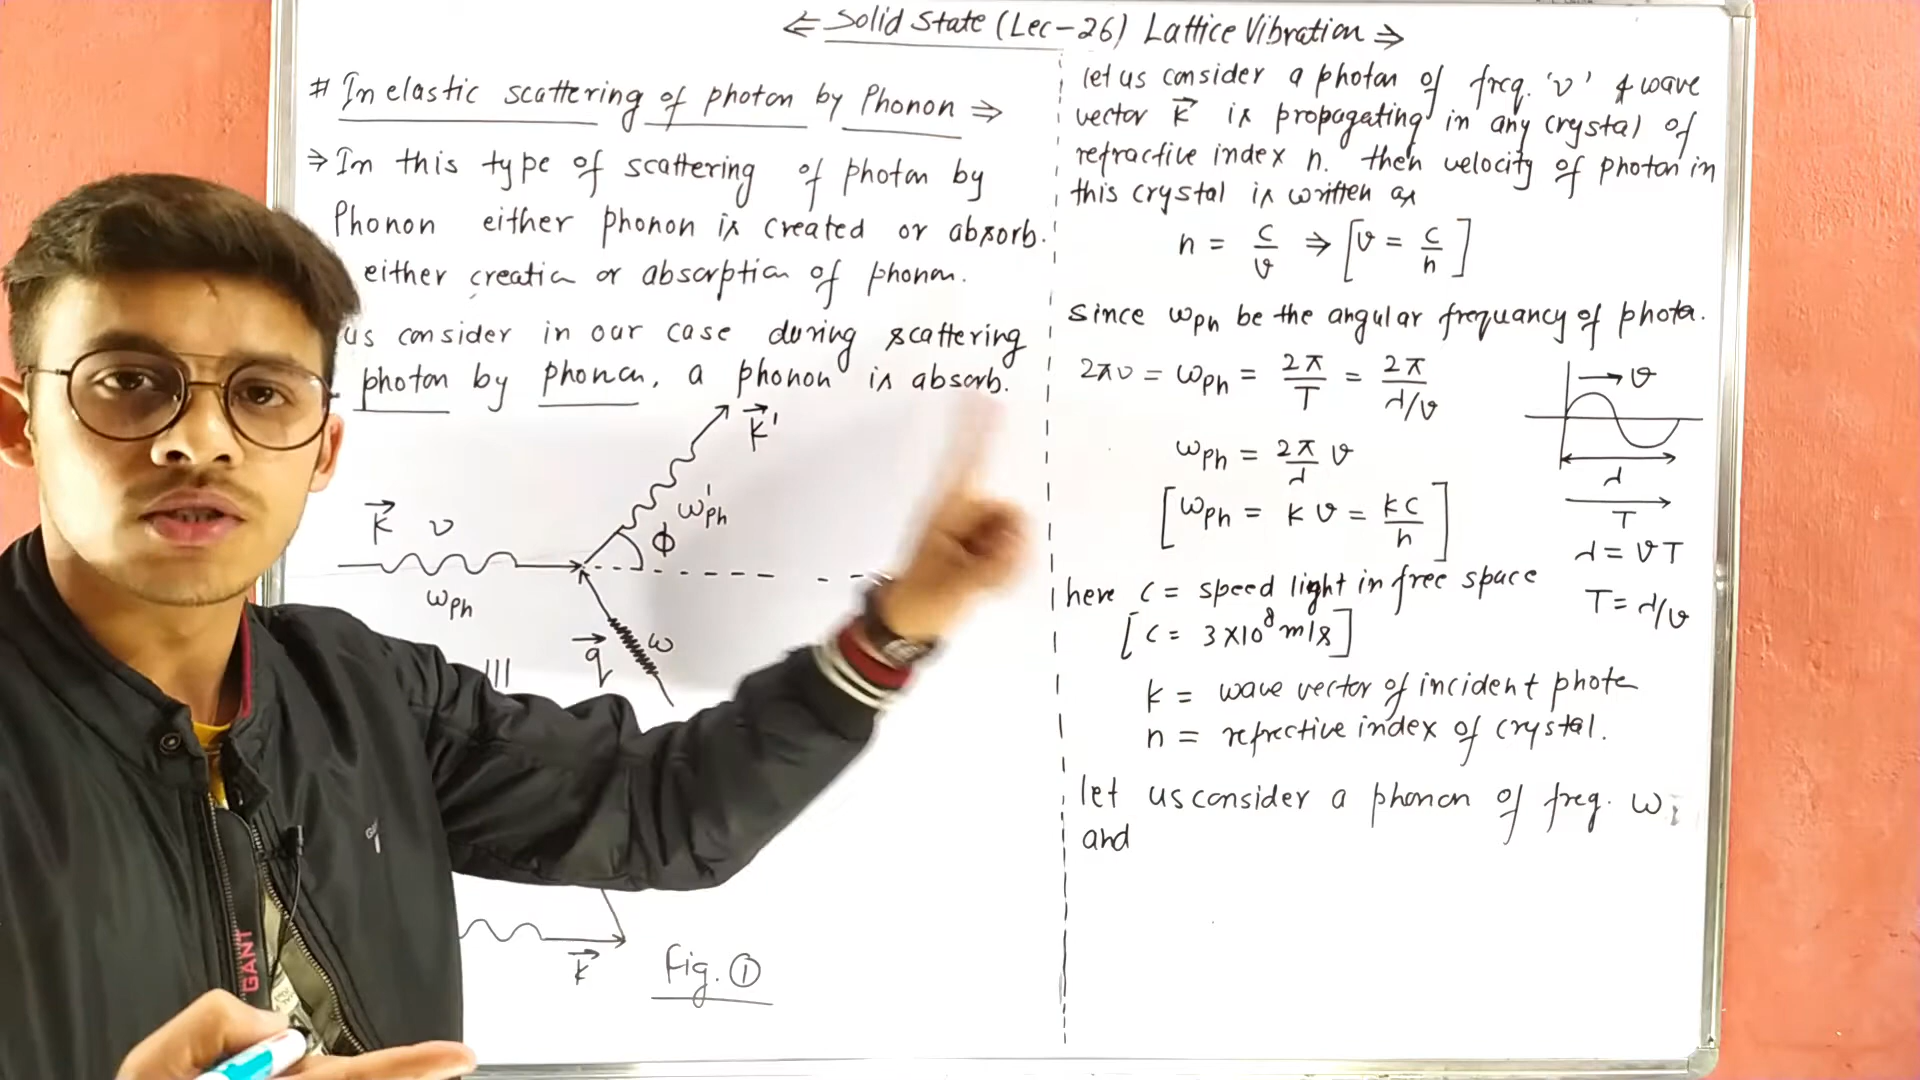 ⇐ Solid State (Lec-26) Lattice Vibration ⇒
# Inelastic scattering of photon by Phonon ⇒
⇒ In this type of scattering of photon by
Phonon either phonon is created or absorb.
either creation or absorption of phonon.
us consider in our case during scattering
photon by phonon, a phonon is absorb.
k⃗'
ω'ph
ϕ
k⃗ ν
ωph
q⃗ ω
k⃗
Fig. ①
let us consider a photon of freq. 'ν' & wave
vector k⃗ is propagating in any crystal of
refractive index n. then velocity of photon in
this crystal is written as
n = c/v ⇒ [v = c/n]
since ωph be the angular frequancy of photon.
2πν = ωph = 2π/T = 2π/(λ/v)
ωph = 2π/λ v
[ωph = k v = kc/n]
v
λ
T
λ = vT
T = λ/v
here c = speed light in free space
[c = 3×10⁸ m/s]
k = wave vector of incident photon
n = refrective index of crystal.
let us consider a phonon of freq. ω
and
GANT